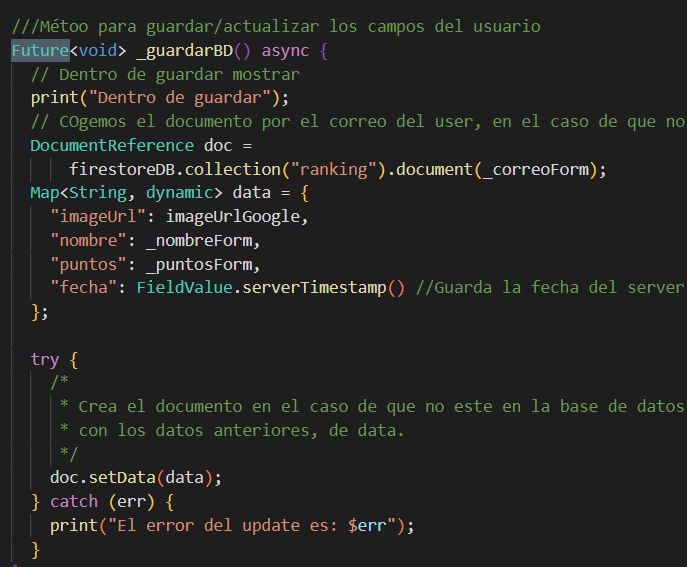 ///Métoo para guardar/actualizar los campos del usuario
Future<void> _guardarBD() async {
// Dentro de guardar mostrar
print("Dentro de guardar");
// COgemos el documento por el correo del user, en el caso de que no
DocumentReference doc =
firestoreDB.collection("ranking").document(_correoForm);
Map<String, dynamic> data = {
"imageUrl": imageUrlGoogle,
"nombre": _nombreForm,
"puntos": _puntosForm,
"fecha": FieldValue.serverTimestamp() //Guarda la fecha del server
};
try {
/*
* Crea el documento en el caso de que no este en la base de datos
* con los datos anteriores, de data.
*/
doc.setData(data);
} catch (err) {
print("El error del update es: $err");
}